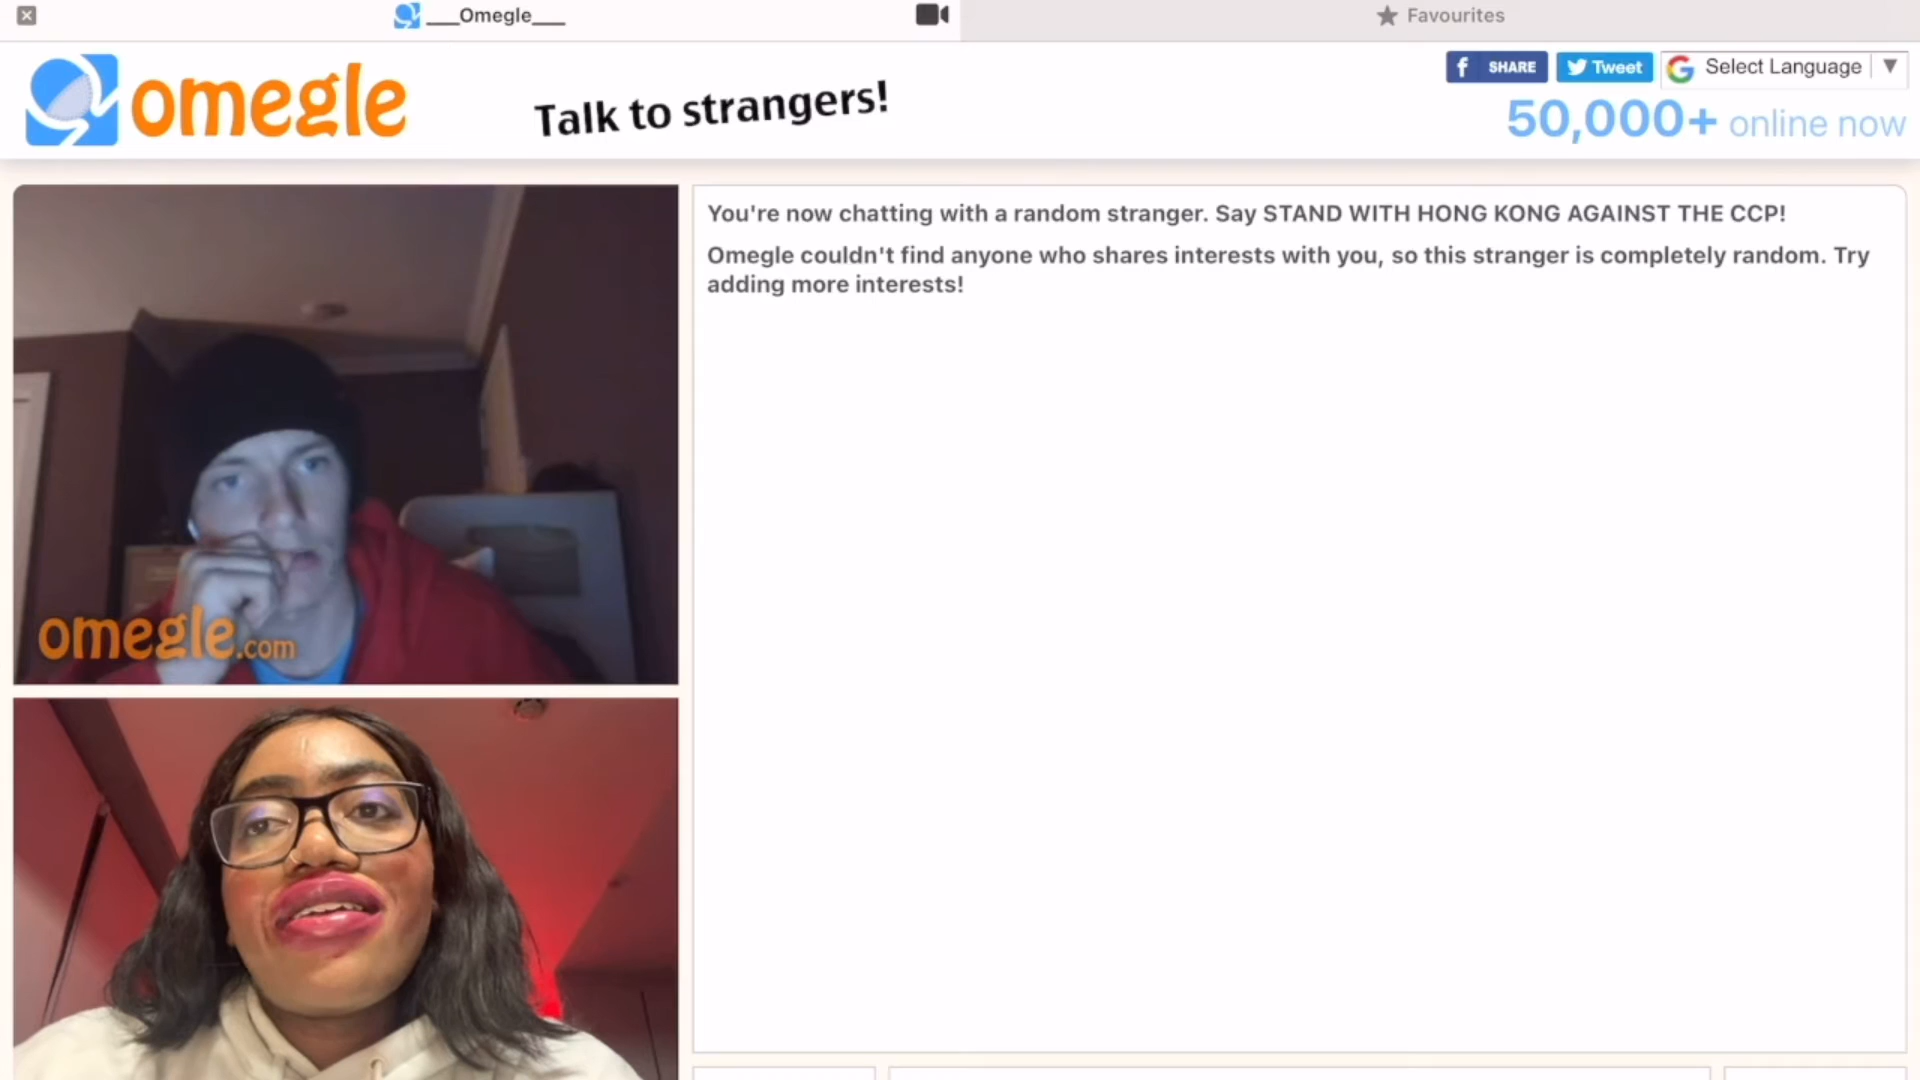 ___Omegle___
Favourites
omegle
Talk to strangers!
f SHARE
Tweet
G Select Language ▼
50,000+ online now
You're now chatting with a random stranger. Say STAND WITH HONG KONG AGAINST THE CCP!
Omegle couldn't find anyone who shares interests with you, so this stranger is completely random. Try
adding more interests!
omegle.com